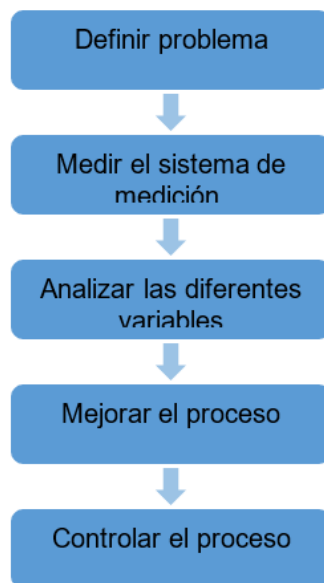 Definir problema
Medir el sistema de
medición
Analizar las diferentes
variables
Mejorar el proceso
Controlar el proceso